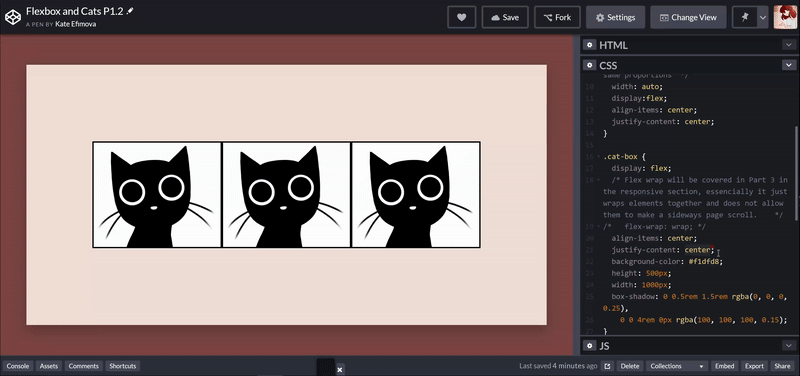 Flexbox and Cats P1.2
A PEN BY Kate Efimova
Save
Fork
Settings
Change View
HTML
CSS
same proportions */
10 width: auto;
11 display:flex;
12 align-items: center;
13 justify-content: center;
14 }
15
16 .cat-box {
17 display: flex;
18 /* Flex wrap will be covered in Part 3 in
the responsive section, essencially it just
wraps elements together and does not allow
them to make a sideways page scroll. */
19 /* flex-wrap: wrap; */
20 align-items: center;
21 justify-content: center;
22 background-color: #f1dfd8;
23 height: 500px;
24 width: 1000px;
25 box-shadow: 0 0.5rem 1.5rem rgba(0, 0, 0,
0.25),
26 0 0 4rem 0px rgba(100, 100, 100, 0.15);
27 }
JS
Console
Assets
Comments
Shortcuts
Last saved 4 minutes ago
Delete
Collections
Embed
Export
Share